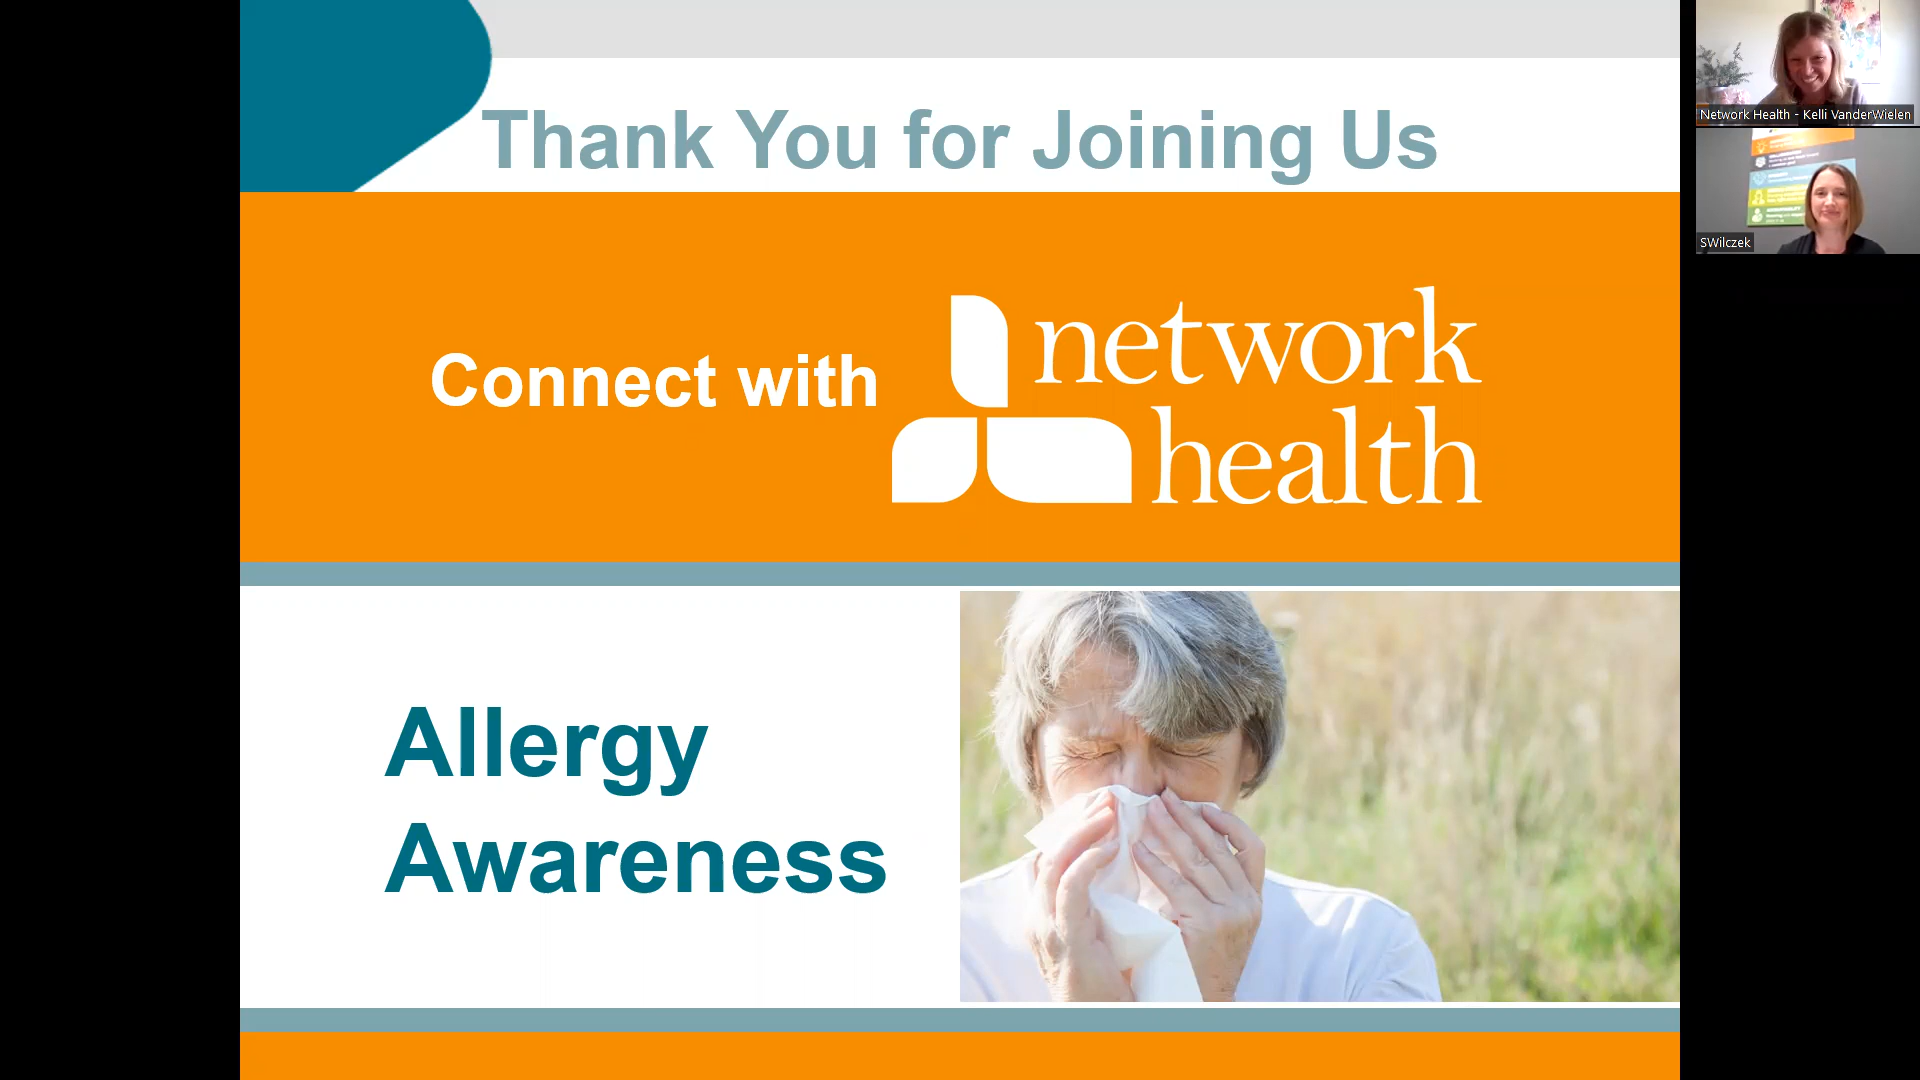 Thank You for Joining Us
Connect with
network
health
Allergy
Awareness
Network Health - Kelli VanderWielen
SWilczek